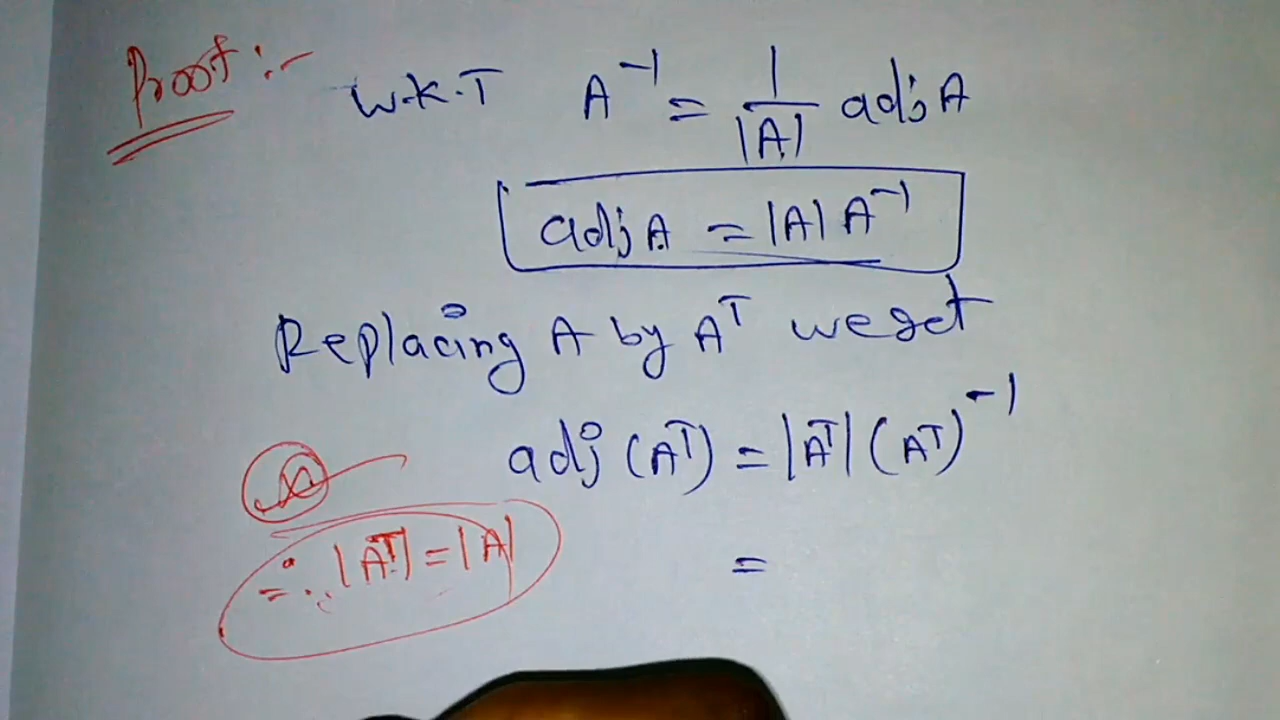 Proof :-
W.K.T A⁻¹ = 1/|A| adj A
adj A = |A| A⁻¹
Replacing A by Aᵀ we get
adj (Aᵀ) = |Aᵀ| (Aᵀ)⁻¹
∴ |Aᵀ| = |A|
=